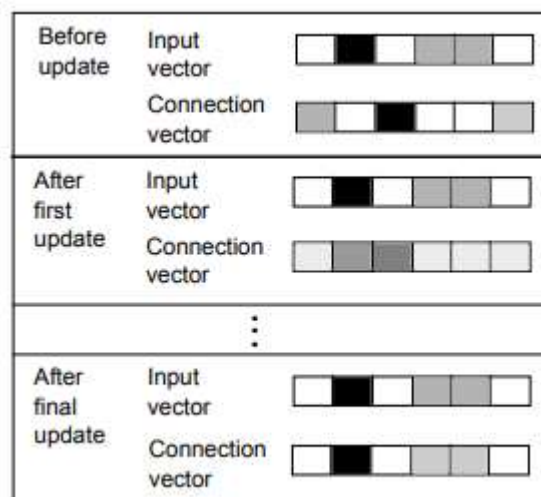 Before
update
Input
vector
Connection
vector
After
first
update
Input
vector
Connection
vector
After
final
update
Input
vector
Connection
vector